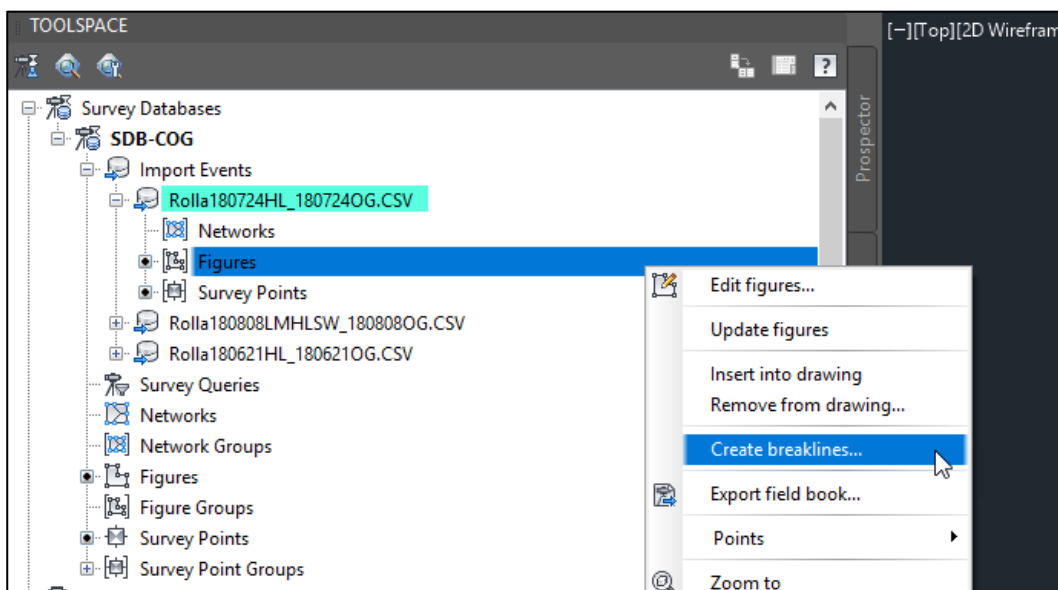 TOOLSPACE
[−][Top][2D Wirefram
?
Survey Databases
SDB-COG
Import Events
Rolla180724HL_180724OG.CSV
Networks
Figures
Survey Points
Rolla180808LMHLSW_180808OG.CSV
Rolla180621HL_180621OG.CSV
Survey Queries
Networks
Network Groups
Figures
Figure Groups
Survey Points
Survey Point Groups
Prospector
Edit figures...
Update figures
Insert into drawing
Remove from drawing...
Create breaklines...
Export field book...
Points
Zoom to